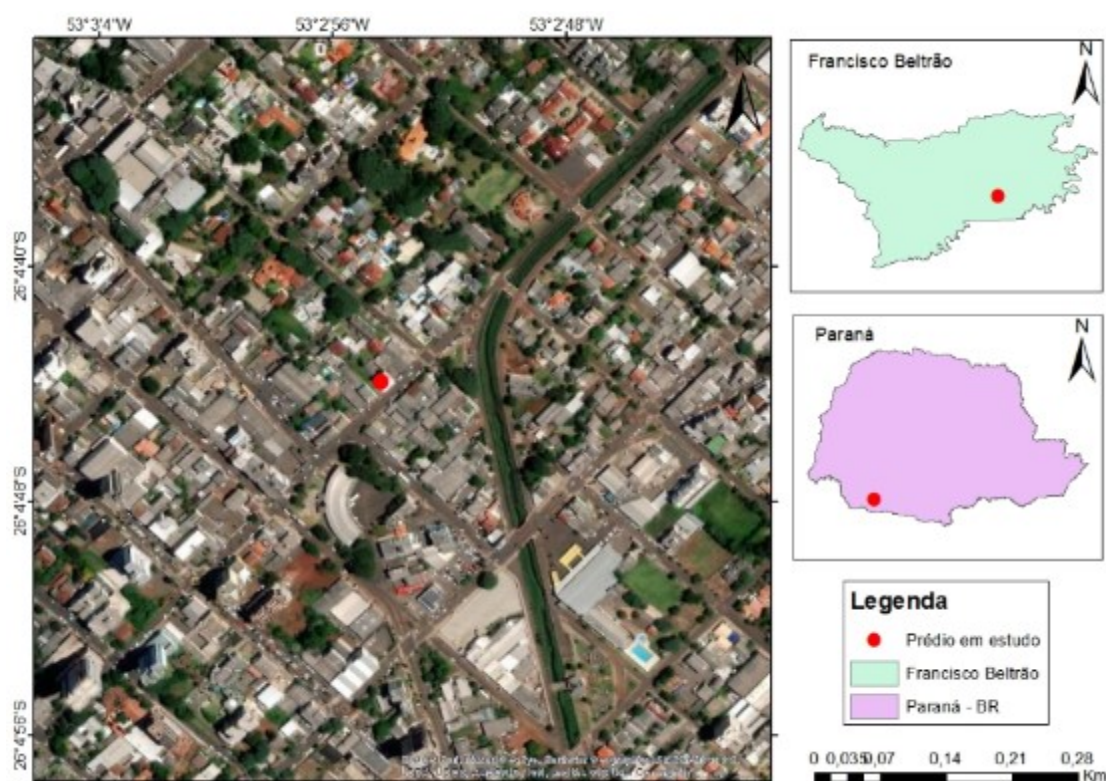 53°3'4"W 53°2'56"W 53°2'48"W
26°4'40"S
26°4'48"S
26°4'56"S
N
Francisco Beltrão
N
Paraná
N
Legenda
Prédio em estudo
Francisco Beltrão
Paraná - BR
0 0,035 0,07 0,14 0,21 0,28
Km